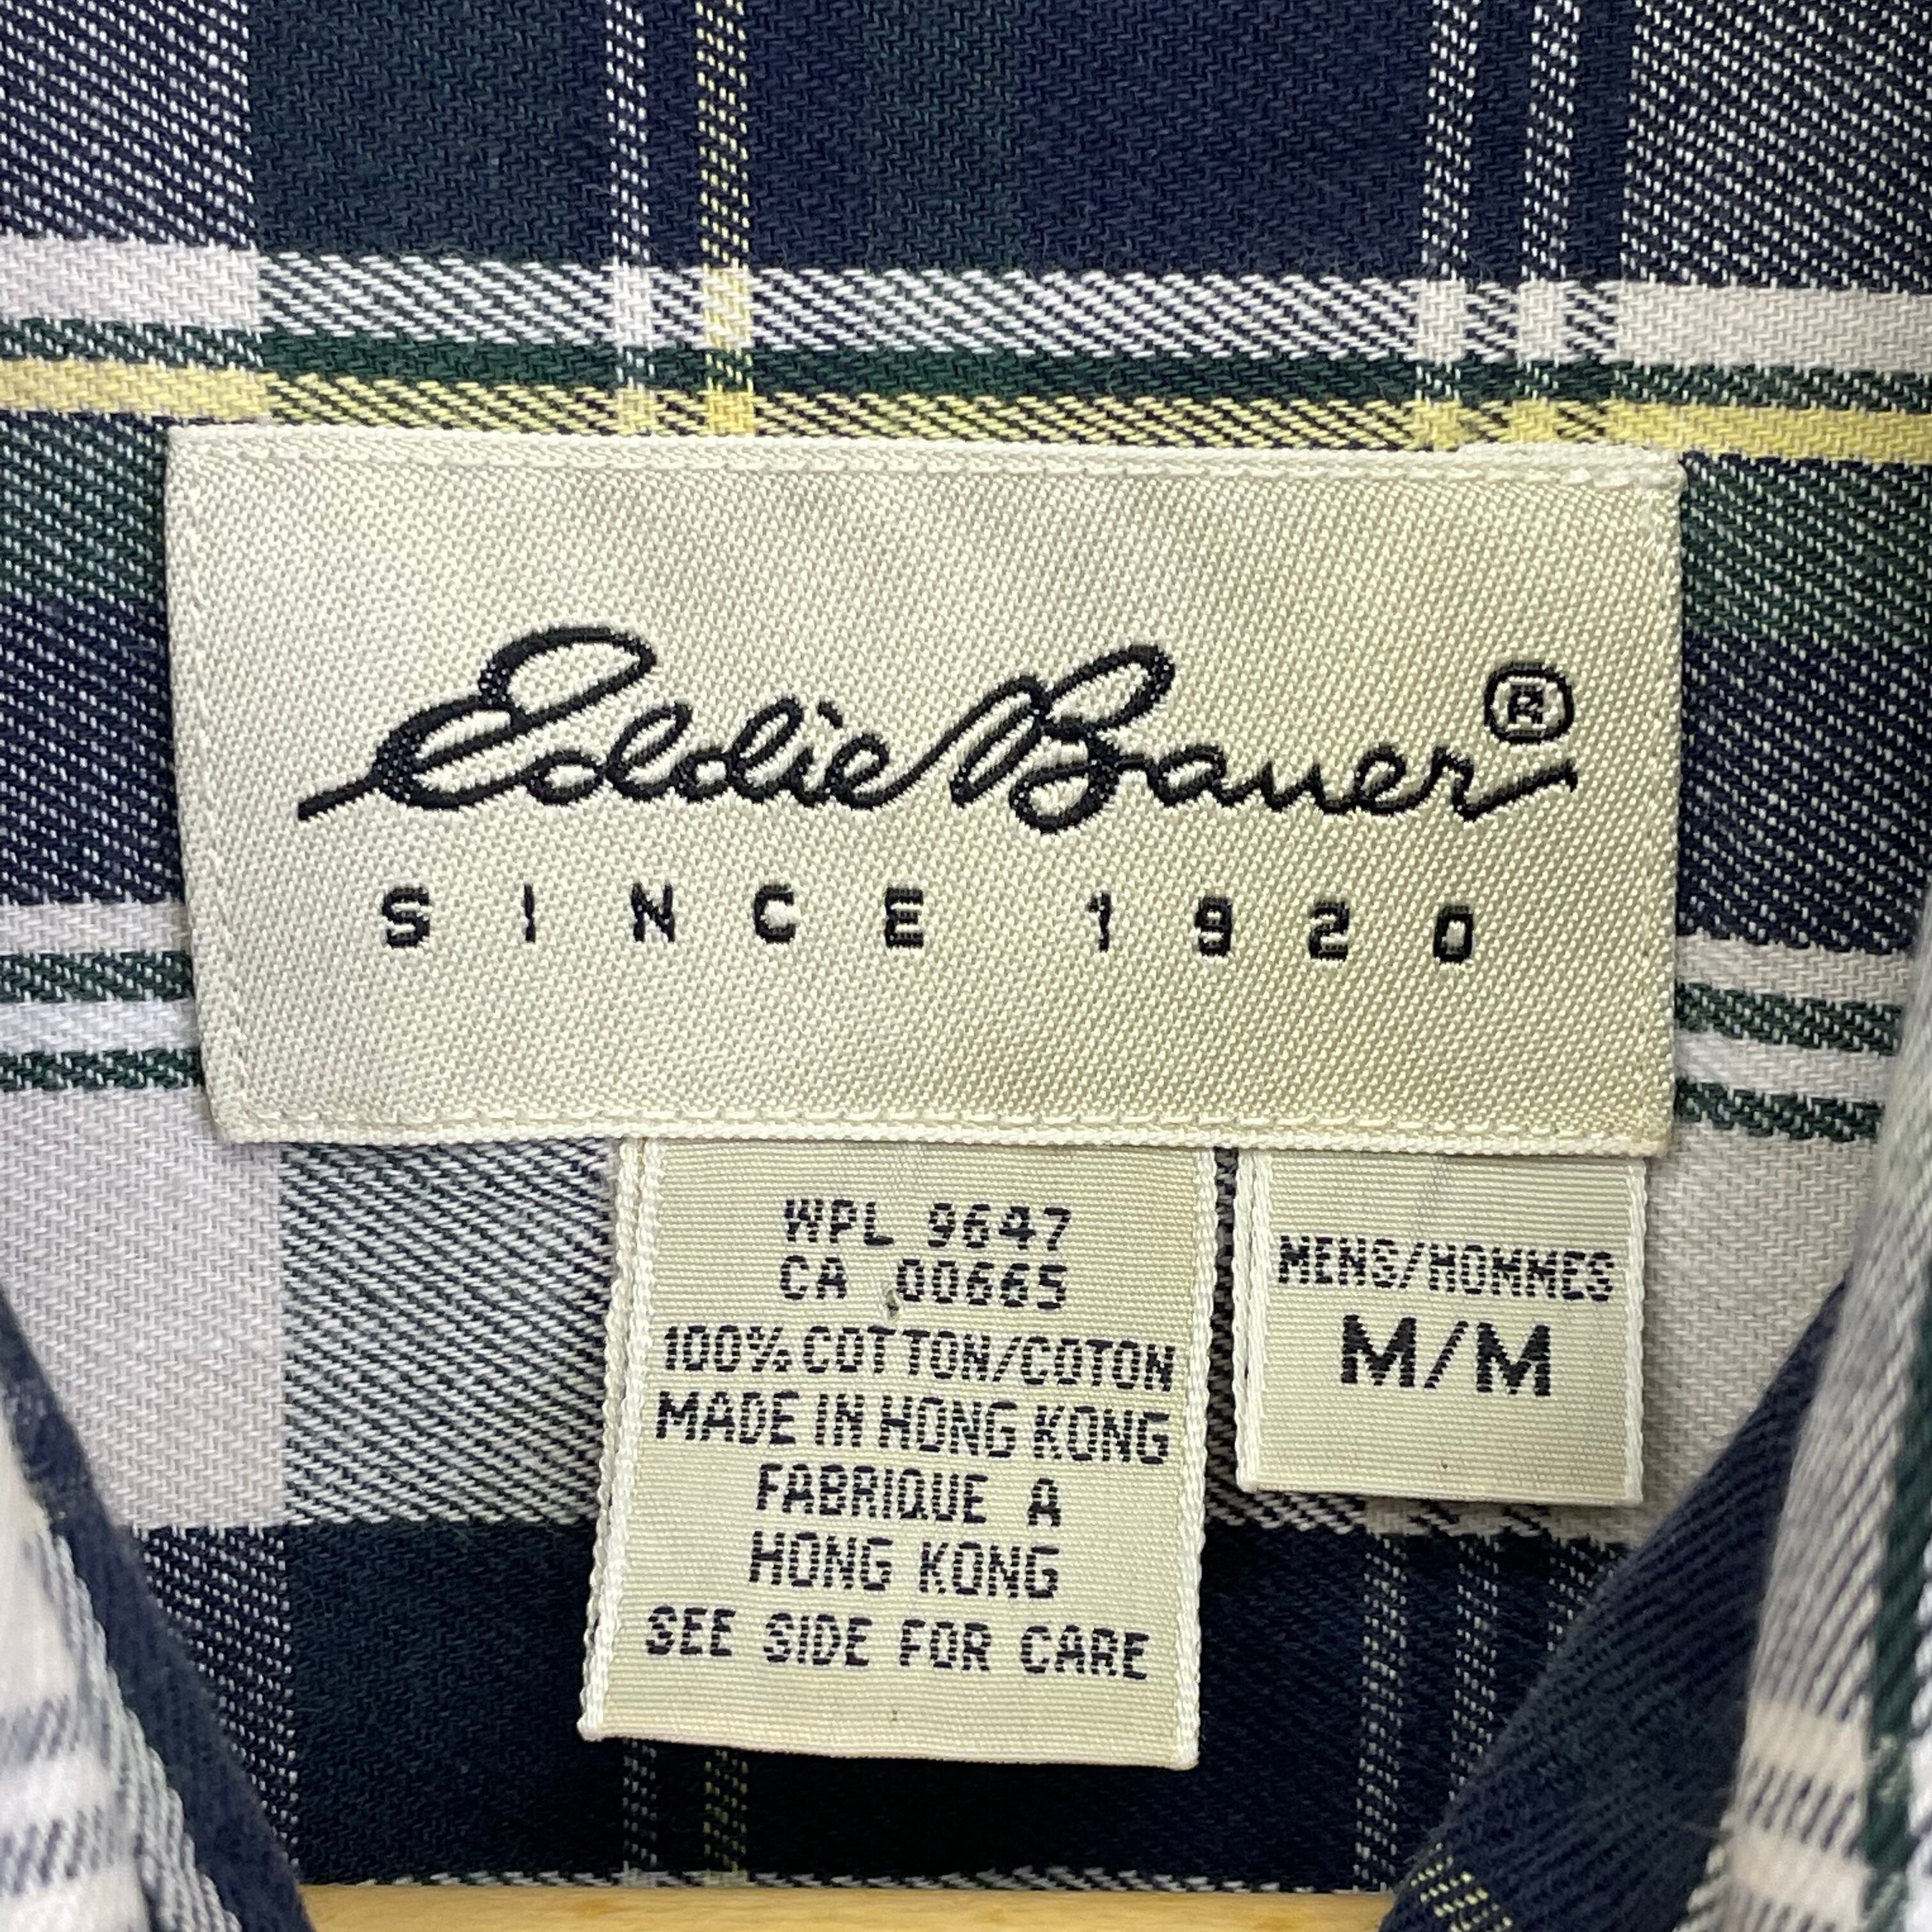 Eddie Bauer®
SINCE 1920
WPL 9647
CA 00665
100% COTTON/COTON
MADE IN HONG KONG
FABRIQUE A
HONG KONG
SEE SIDE FOR CARE
MENS/HOMMES
M/M